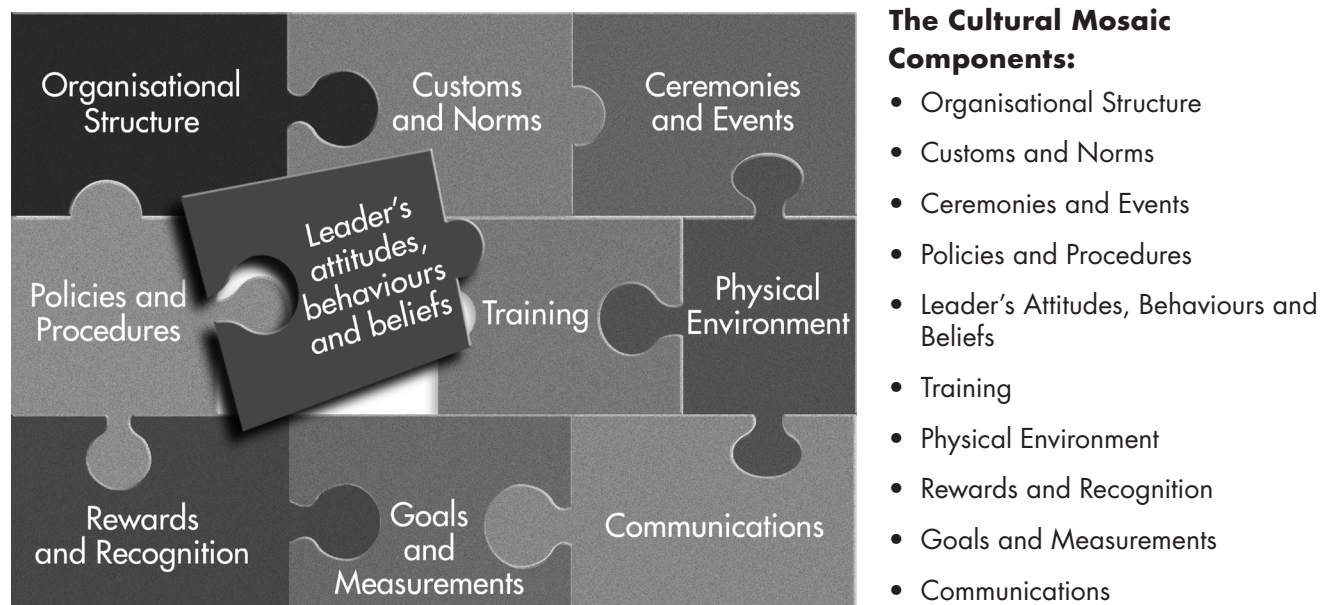 Organisational
Structure
Customs
and Norms
Ceremonies
and Events
Policies and
Procedures
Leader's
attitudes,
behaviours
and beliefs
Training
Physical
Environment
Rewards
and Recognition
Goals
and
Measurements
Communications
The Cultural Mosaic
Components:
• Organisational Structure
• Customs and Norms
• Ceremonies and Events
• Policies and Procedures
• Leader's Attitudes, Behaviours and
Beliefs
• Training
• Physical Environment
• Rewards and Recognition
• Goals and Measurements
• Communications